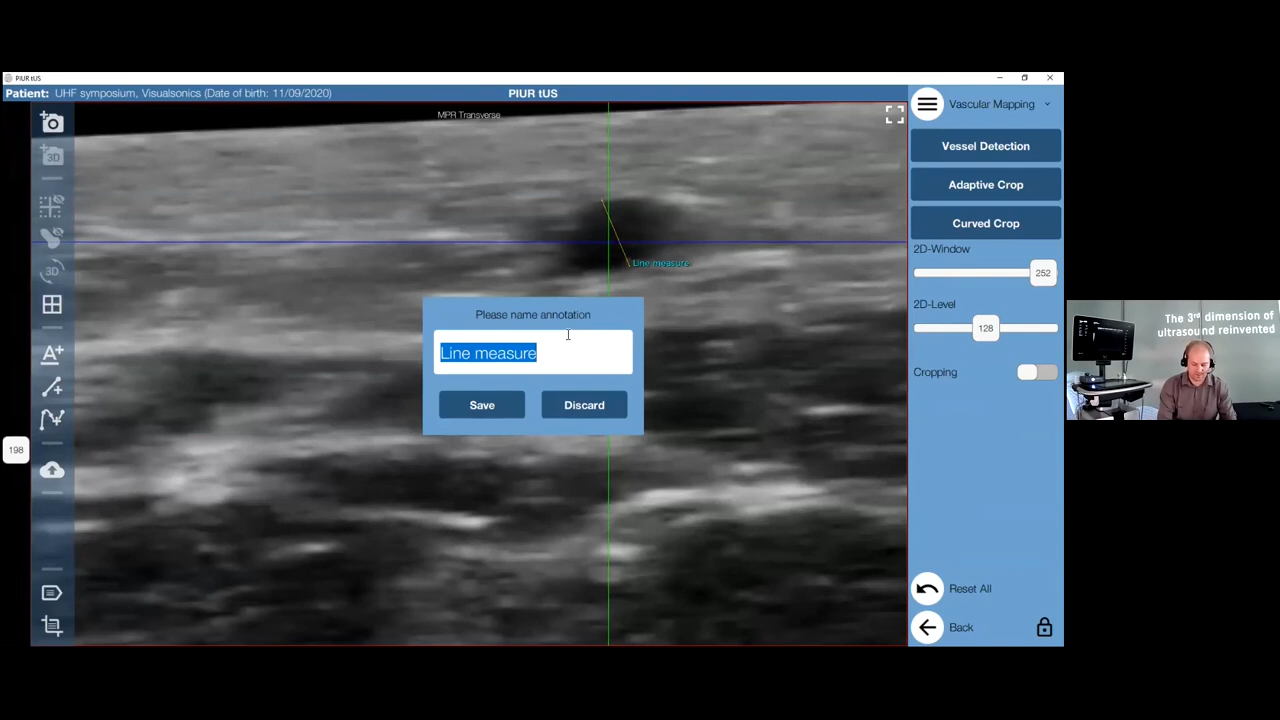 PIUR tUS
Patient: UHF symposium, Visualsonics (Date of birth: 11/09/2020)
PIUR tUS
MPR Transverse
3D
3D
Line measure
Please name annotation
Line measure
Save
Discard
198
Vascular Mapping
Vessel Detection
Adaptive Crop
Curved Crop
2D-Window
252
2D-Level
128
Cropping
Reset All
Back
The 3rd dimension of
ultrasound reinvented